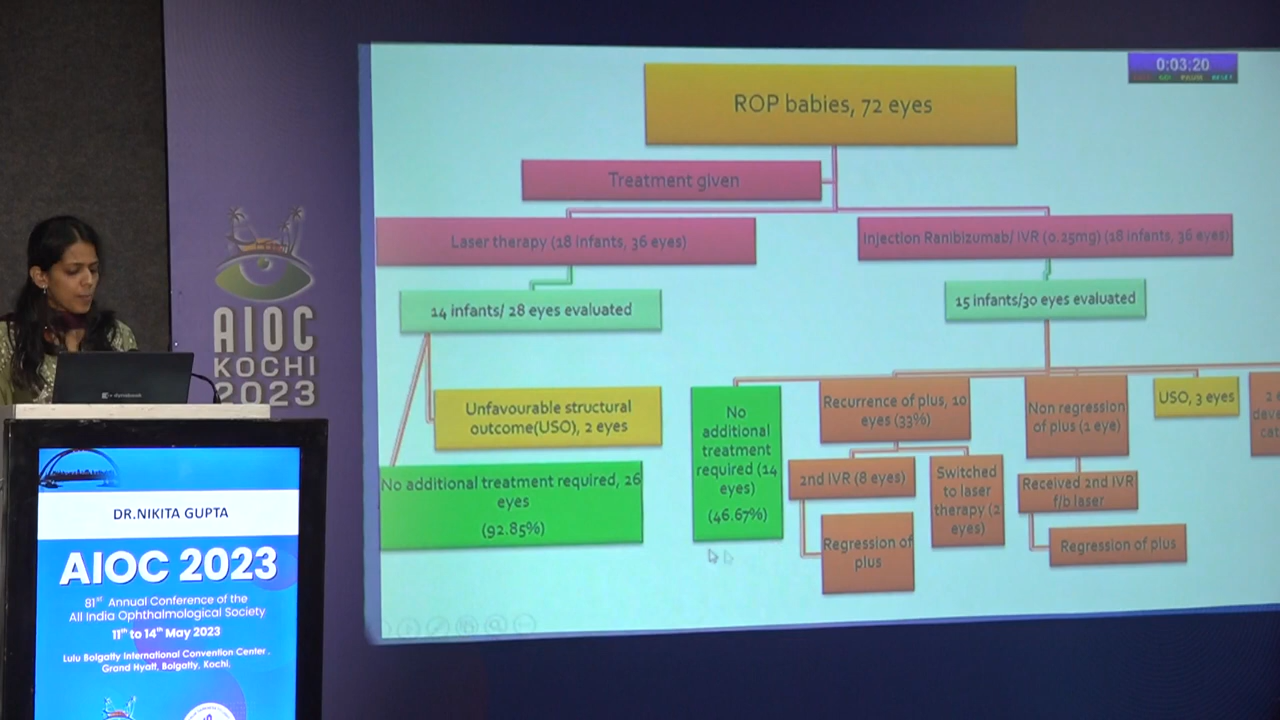 0:03:20
ROP babies, 72 eyes
Treatment given
Laser therapy (18 infants, 36 eyes)
Injection Ranibizumab/ IVR (0.25mg) (18 infants, 36 eyes)
14 infants/ 28 eyes evaluated
15 infants/30 eyes evaluated
Unfavourable structural
outcome(USO), 2 eyes
No additional treatment required, 26
eyes
(92.85%)
No
additional
treatment
required (14
eyes)
(46.67%)
Recurrence of plus, 10
eyes (33%)
2nd IVR (8 eyes)
Regression of
plus
Switched
to laser
therapy (2
eyes)
Non regression
of plus (1 eye)
Received 2nd IVR
f/b laser
Regression of plus
USO, 3 eyes
2
deve
cat
AIOC
KOCHI
2023
dynabook
DR.NIKITA GUPTA
AIOC 2023
81st Annual Conference of the
All India Ophthalmological Society
11th to 14th May 2023
Lulu Bolgatty International Convention Center,
Grand Hyatt, Bolgatty, Kochi.